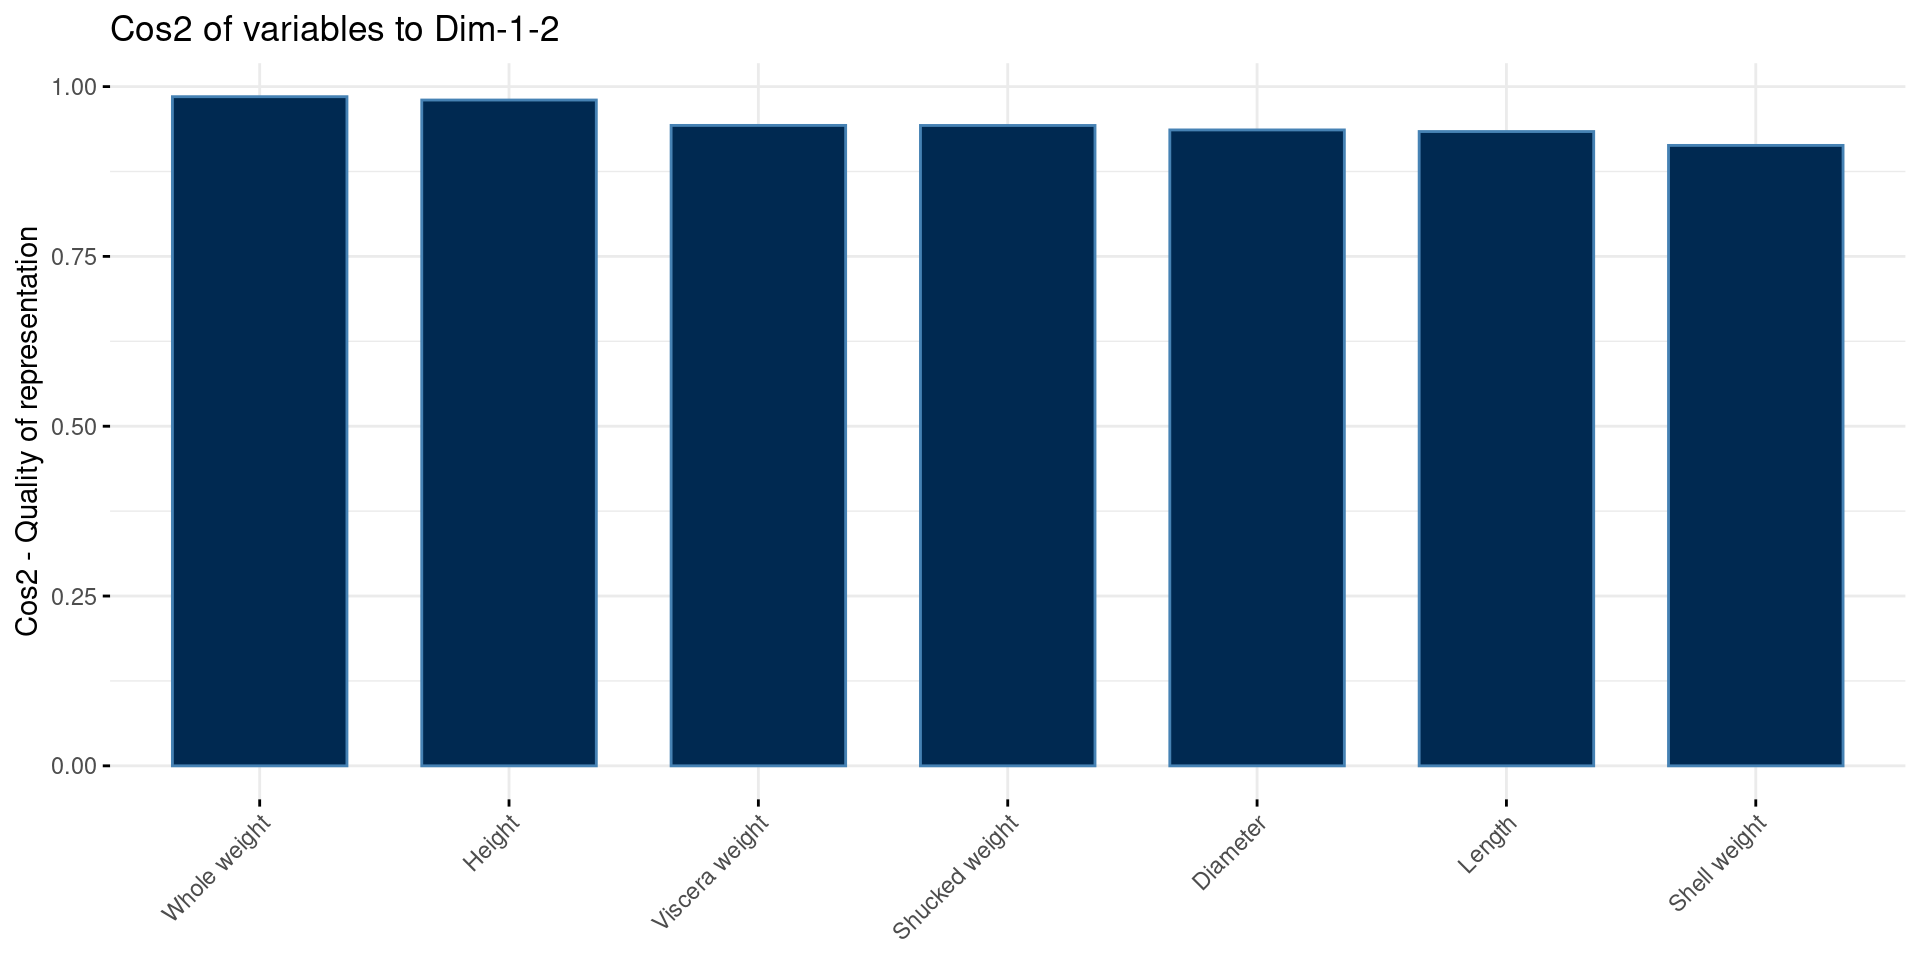 Cos2 of variables to Dim-1-2
Cos2 - Quality of representation
1.00
0.75
0.50
0.25
0.00
Whole weight
Height
Viscera weight
Shucked weight
Diameter
Length
Shell weight